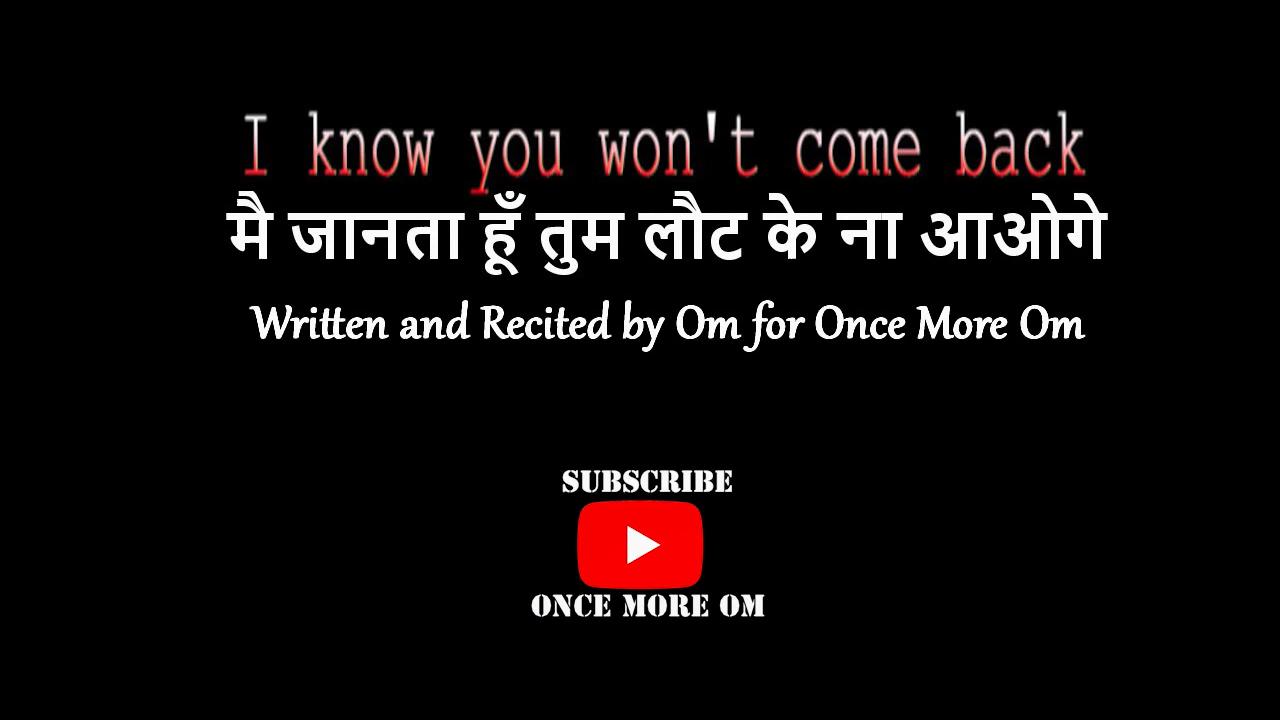 I know you won't come back
मै जानता हूँ तुम लौट के ना आओगे
Written and Recited by Om for Once More Om
SUBSCRIBE
ONCE MORE OM